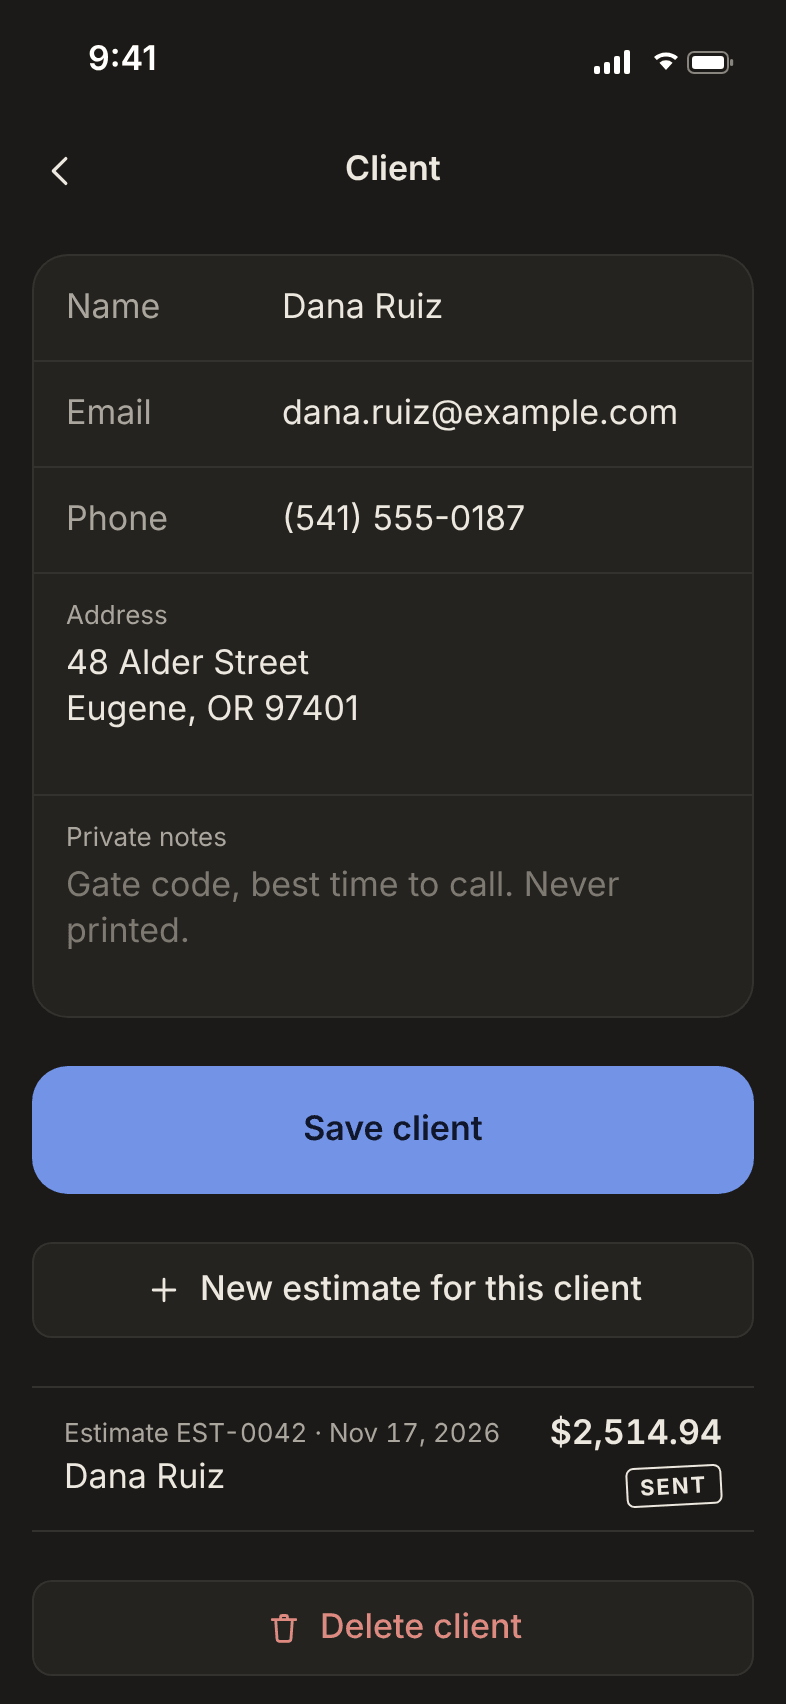 9:41
Client
Name Dana Ruiz
Email dana.ruiz@example.com
Phone (541) 555-0187
Address
48 Alder Street
Eugene, OR 97401
Private notes
Gate code, best time to call. Never
printed.
Save client
New estimate for this client
Estimate EST-0042 · Nov 17, 2026 $2,514.94
Dana Ruiz SENT
Delete client